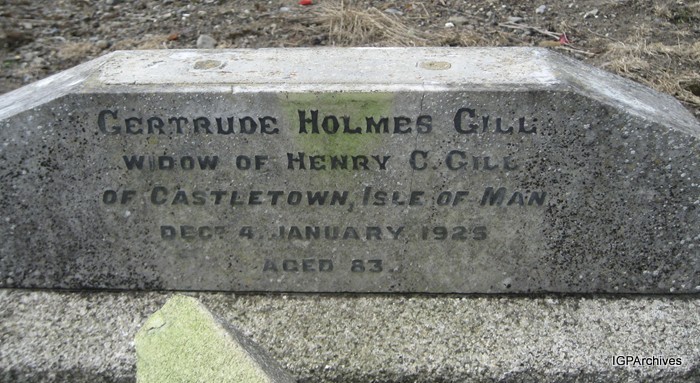 GERTRUDE HOLMES GILL
WIDOW OF HENRY C. GILL
OF CASTLETOWN, ISLE OF MAN
DECD 4 JANUARY 1925
AGED 83.
IGPArchives